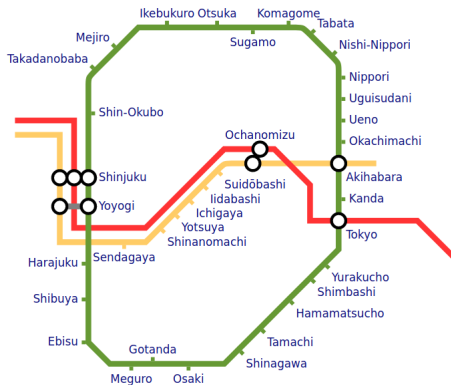 Ikebukuro
Otsuka
Komagome
Tabata
Sugamo
Mejiro
Nishi-Nippori
Takadanobaba
Nippori
Uguisudani
Shin-Okubo
Ueno
Ochanomizu
Okachimachi
Shinjuku
Suidōbashi
Akihabara
Iidabashi
Yoyogi
Kanda
Ichigaya
Yotsuya
Tokyo
Shinanomachi
Sendagaya
Harajuku
Yurakucho
Shimbashi
Shibuya
Hamamatsucho
Ebisu
Gotanda
Tamachi
Shinagawa
Meguro
Osaki